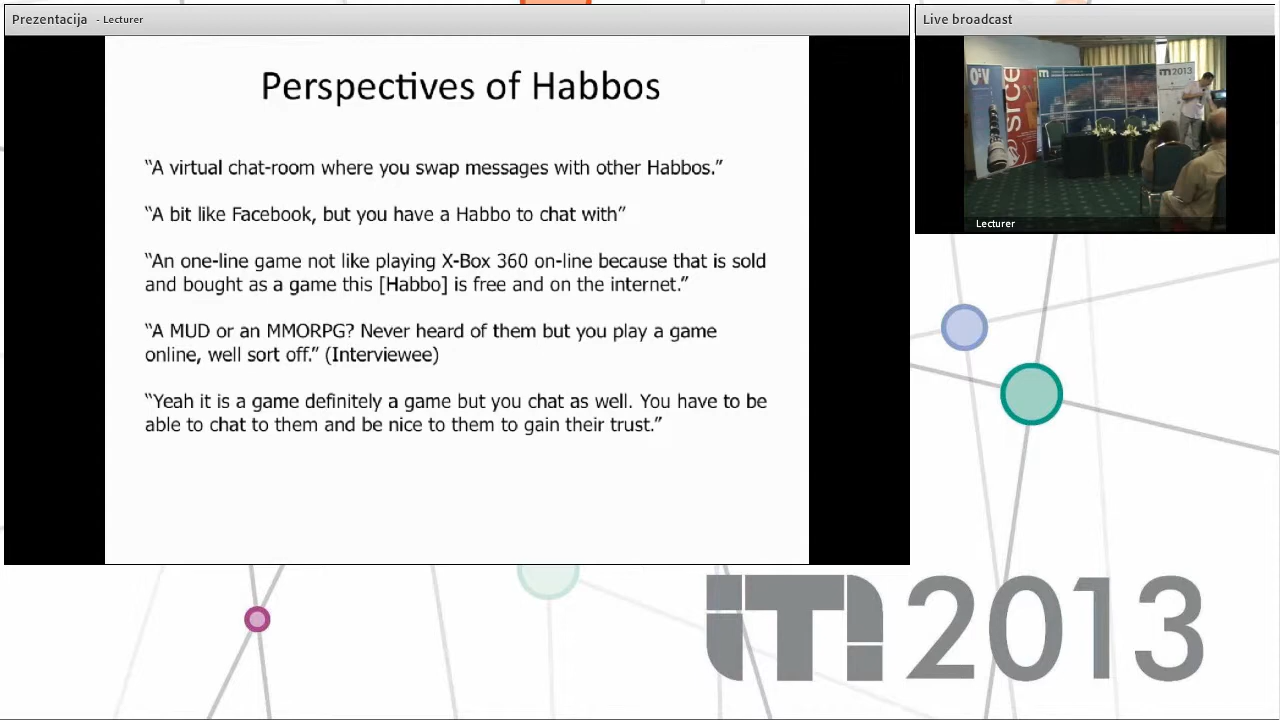 Prezentacija - Lecturer
Live broadcast
Perspectives of Habbos
“A virtual chat-room where you swap messages with other Habbos.”
“A bit like Facebook, but you have a Habbo to chat with”
“An one-line game not like playing X-Box 360 on-line because that is sold
and bought as a game this [Habbo] is free and on the internet.”
“A MUD or an MMORPG? Never heard of them but you play a game
online, well sort off.” (Interviewee)
“Yeah it is a game definitely a game but you chat as well. You have to be
able to chat to them and be nice to them to gain their trust.”
srce
2013
Lecturer
iTi 2013